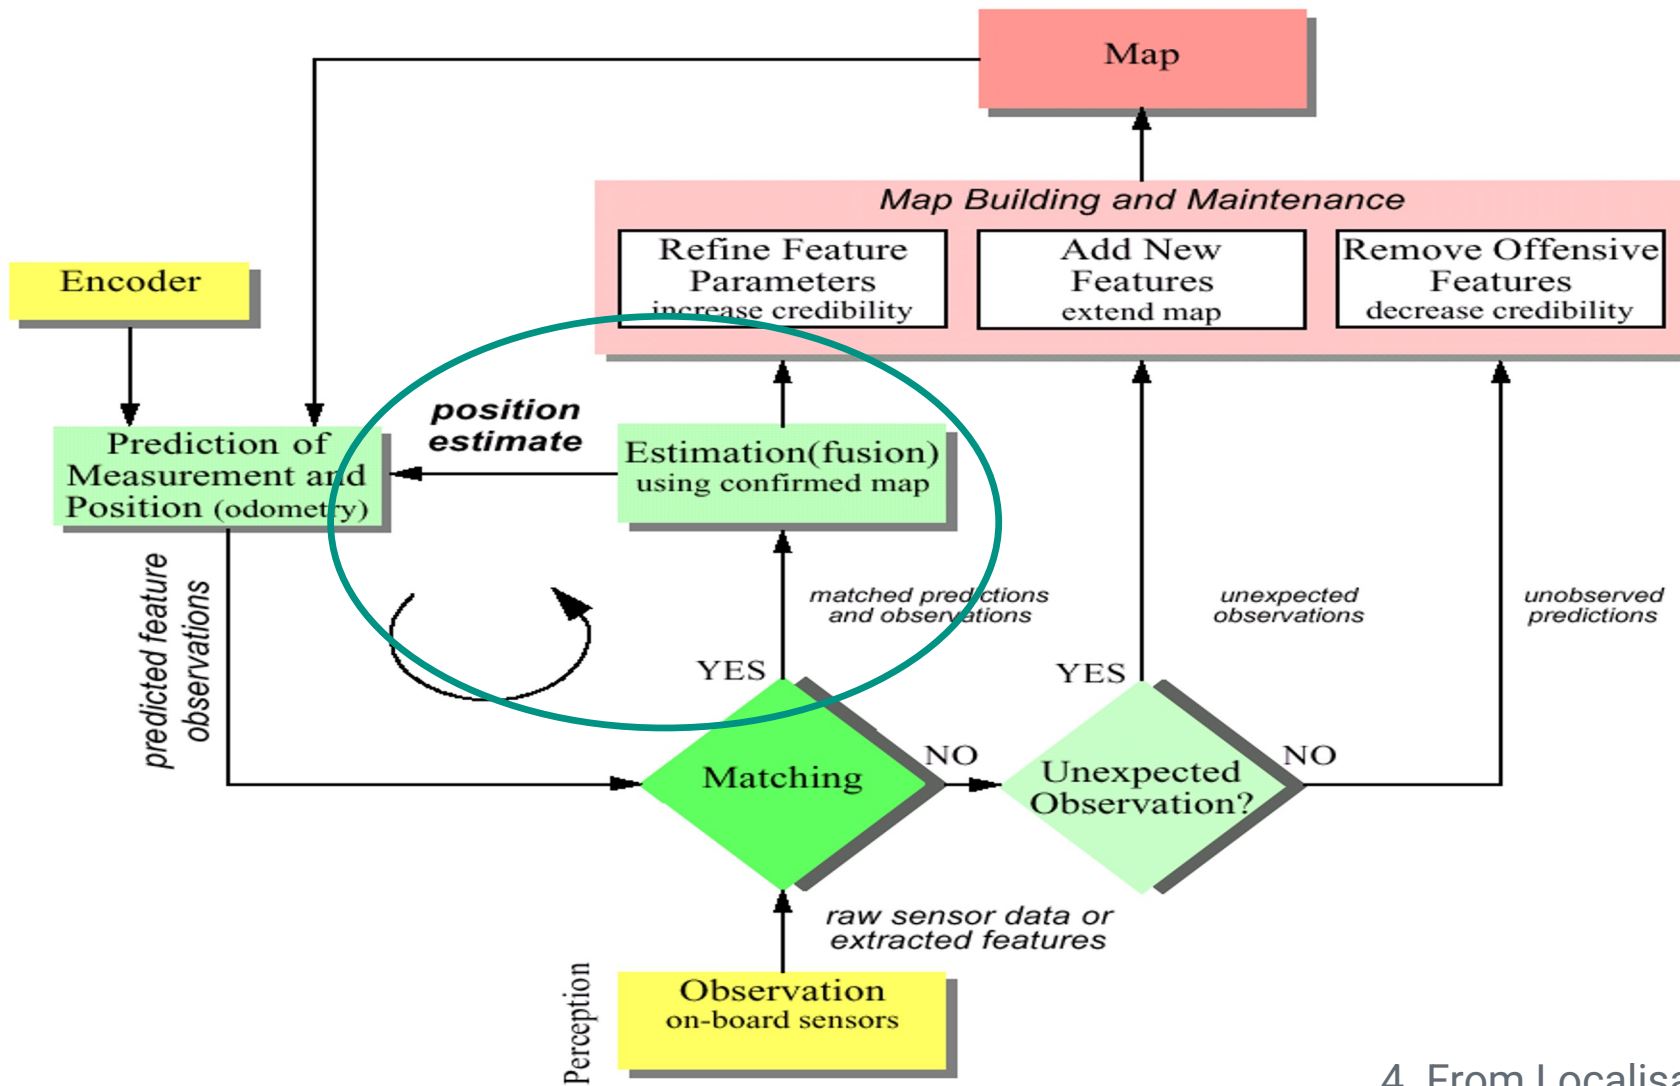 Map
Map Building and Maintenance
Refine Feature
Parameters
increase credibility
Add New
Features
extend map
Remove Offensive
Features
decrease credibility
Encoder
position
estimate
Prediction of
Measurement and
Position (odometry)
Estimation(fusion)
using confirmed map
predicted feature
observations
matched predictions
and observations
unexpected
observations
unobserved
predictions
YES
YES
NO
NO
Matching
Unexpected
Observation?
raw sensor data or
extracted features
Perception
Observation
on-board sensors
4. From